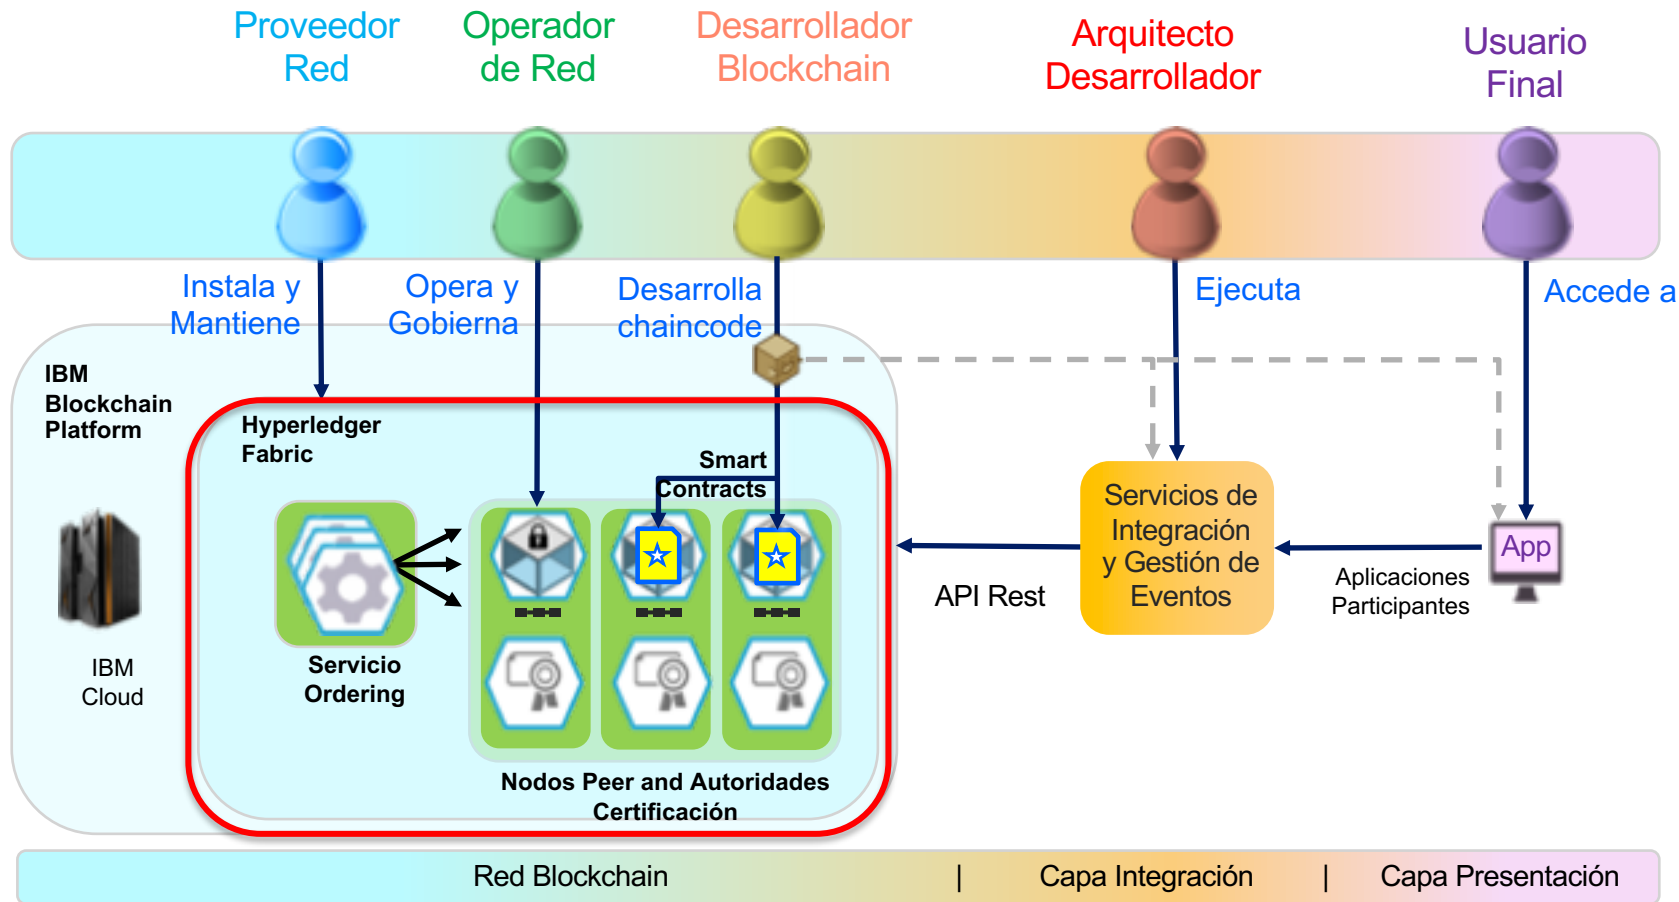 Proveedor
Red
Operador
de Red
Desarrollador
Blockchain
Arquitecto
Desarrollador
Usuario
Final
Instala y
Mantiene
Opera y
Gobierna
Desarrolla
chaincode
Ejecuta
Accede a
IBM
Blockchain
Platform
Hyperledger
Fabric
Smart
Contracts
Servicio
Ordering
IBM
Cloud
Nodos Peer and Autoridades
Certificación
API Rest
Servicios de
Integración
y Gestión de
Eventos
App
Aplicaciones
Participantes
Red Blockchain | Capa Integración | Capa Presentación